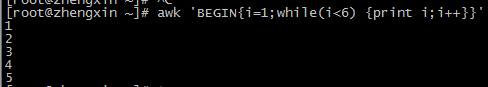 [root@zhengxin ~]# ^C
[root@zhengxin ~]# awk 'BEGIN{i=1;while(i<6) {print i;i++}}'
1
2
3
4
5